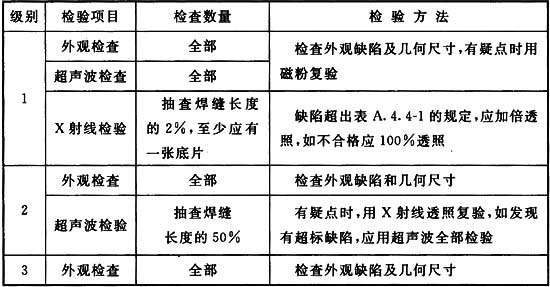 级别 检验项目 检查数量 检验方法
1
外观检查 全部
检查外观缺陷及几何尺寸,有疑点时用
磁粉复验
超声波检查 全部
X射线检验
抽查焊缝长度
的2%,至少应有
一张底片
缺陷超出表A.4.4-1的规定,应加倍透
照,如不合格应100%透照
2
外观检查 全部 检查外观缺陷和几何尺寸
超声波检验
抽查焊缝
长度的50%
有疑点时,用X射线透照复验,如发现
有超标缺陷,应用超声波全部检验
3 外观检查 全部 检查外观缺陷及几何尺寸